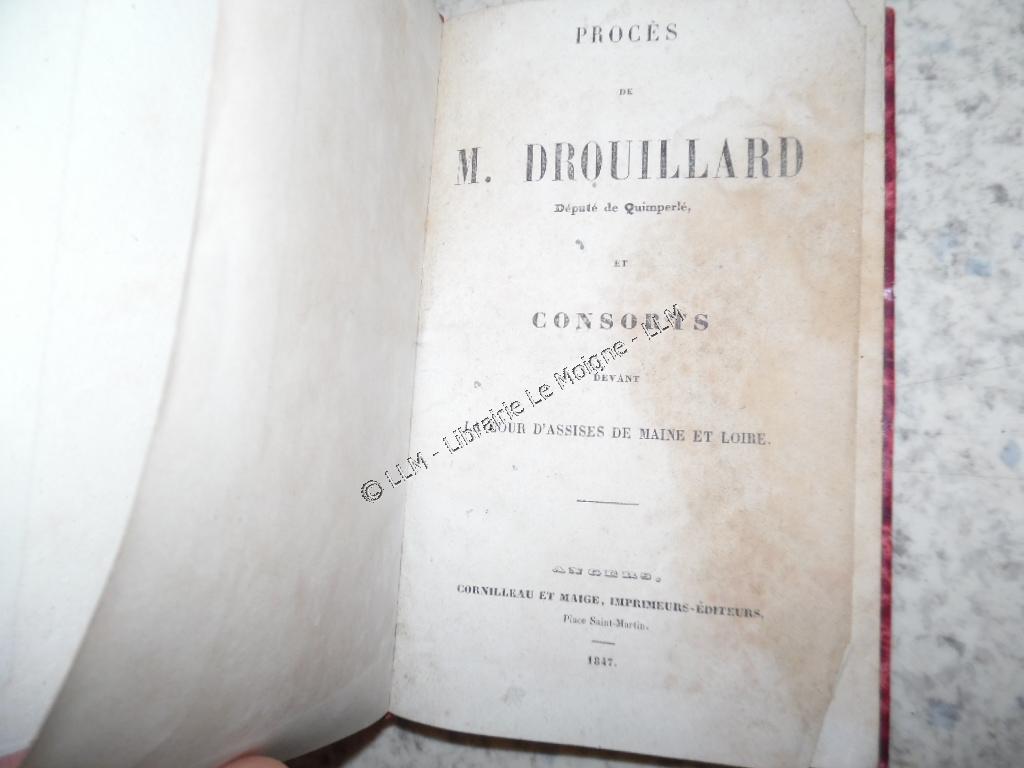 PROCÈS
DE
M. DROUILLARD
Député de Quimperlé,
ET
CONSORTS
DEVANT
LA COUR D'ASSISES DE MAINE ET LOIRE.
ANGERS,
CORNILLEAU ET MAIGE, IMPRIMEURS-ÉDITEURS,
Place Saint-Martin.
1847.
© LLM - Librairie Le Moigne - LLM